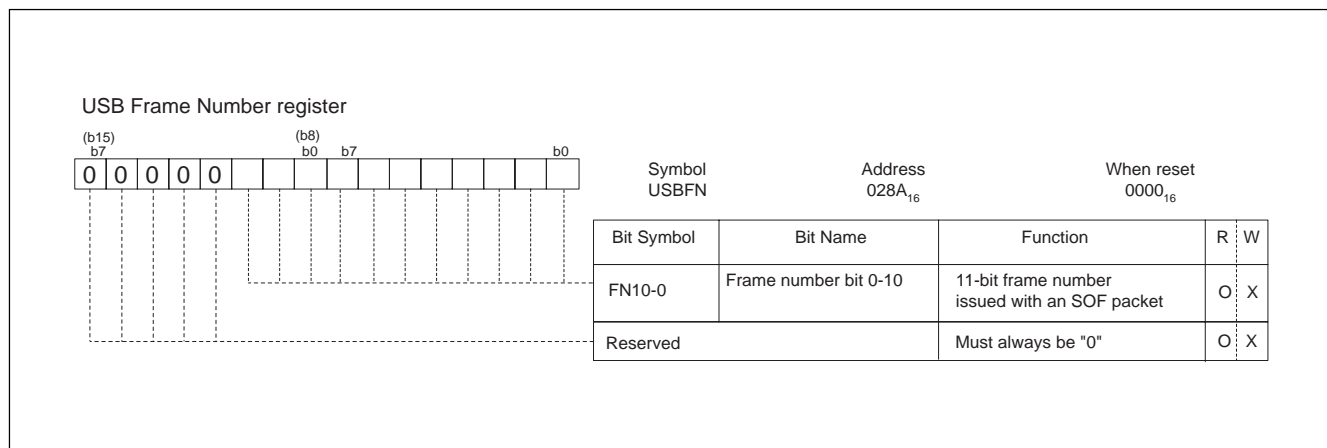 USB Frame Number register
(b15) (b8)
b7 b0 b7 b0
0 0 0 0 0
Symbol Address When reset
USBFN 028A16 000016
Bit Symbol Bit Name Function R W
FN10-0 Frame number bit 0-10 11-bit frame number
issued with an SOF packet O X
Reserved Must always be "0" O X